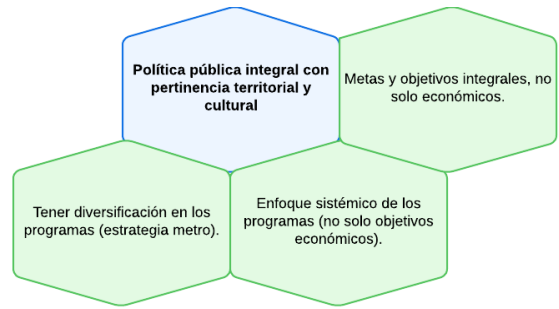 Política pública integral con
pertinencia territorial y
cultural
Metas y objetivos integrales, no
solo económicos.
Tener diversificación en los
programas (estrategia metro).
Enfoque sistémico de los
programas (no solo objetivos
económicos).